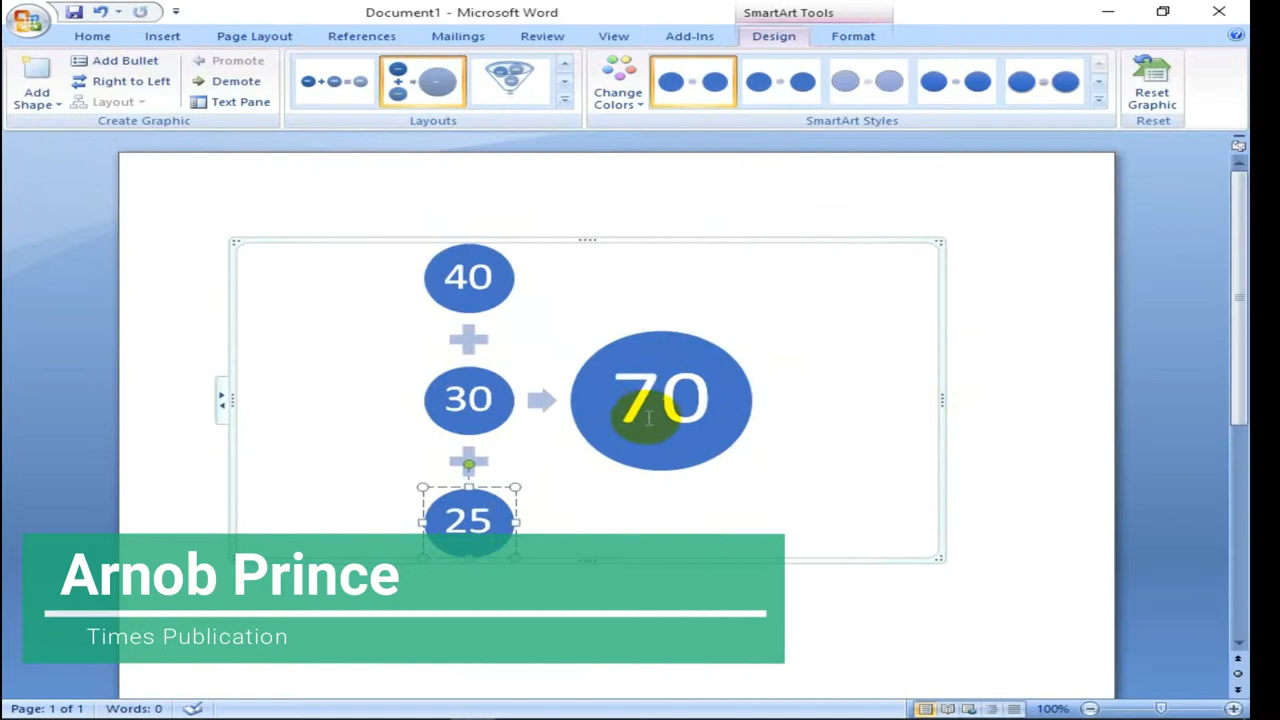 Document1 - Microsoft Word
SmartArt Tools
Home Insert Page Layout References Mailings Review View Add-Ins Design Format
Add Shape
Add Bullet
Right to Left
Layout
Promote
Demote
Text Pane
Create Graphic
Layouts
Change Colors
SmartArt Styles
Reset Graphic
Reset
40
30
70
25
Arnob Prince
Times Publication
Page: 1 of 1 Words: 0 100%